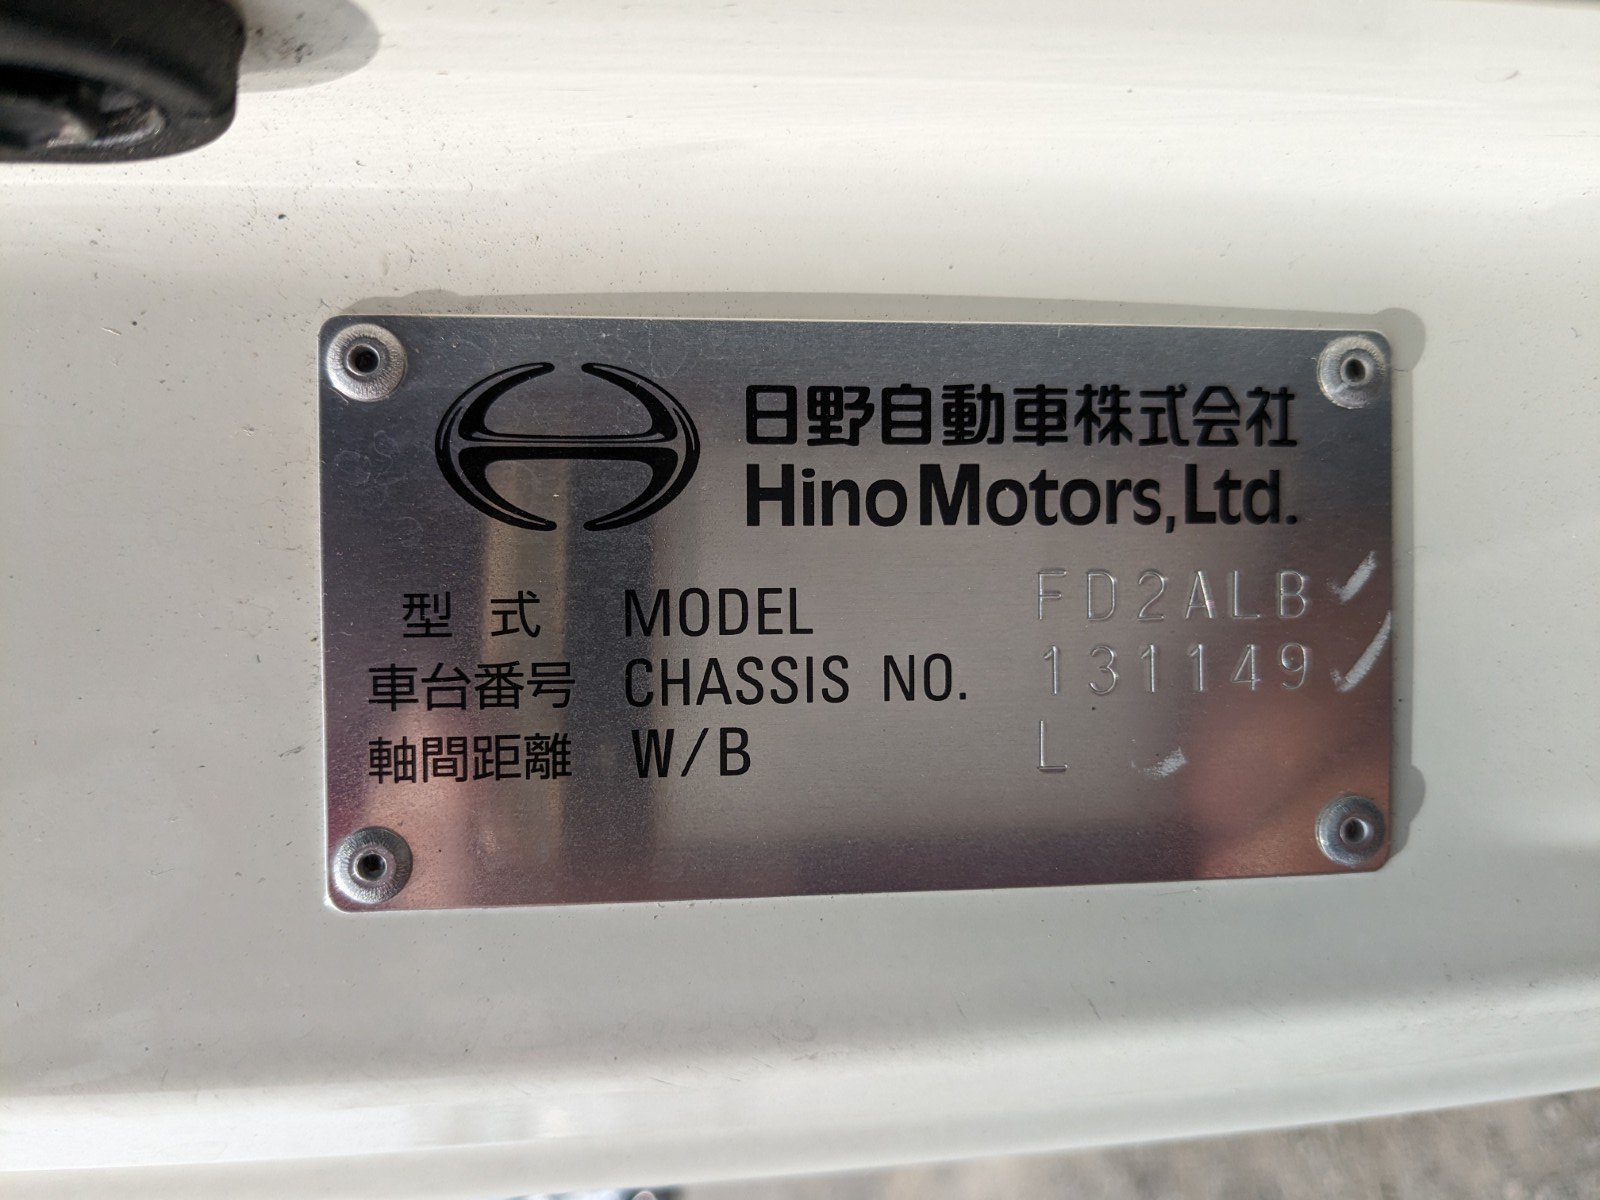 日野自動車株式会社
Hino Motors, Ltd.
型式 MODEL FD2ALB
車台番号 CHASSIS NO. 131149
軸間距離 W/B L